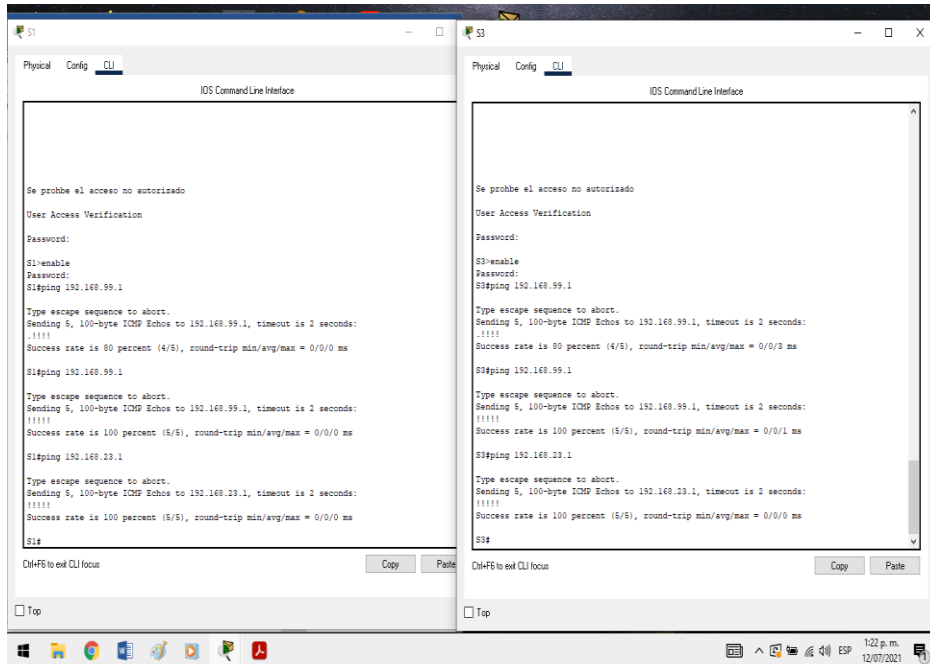 S1
Physical Config CLI
IOS Command Line Interface
Se prohbe el acceso no autorizado
User Access Verification
Password:
S1>enable
Password:
S1#ping 192.168.99.1
Type escape sequence to abort.
Sending 5, 100-byte ICMP Echos to 192.168.99.1, timeout is 2 seconds:
.!!!!
Success rate is 80 percent (4/5), round-trip min/avg/max = 0/0/0 ms
S1#ping 192.168.99.1
Type escape sequence to abort.
Sending 5, 100-byte ICMP Echos to 192.168.99.1, timeout is 2 seconds:
!!!!!
Success rate is 100 percent (5/5), round-trip min/avg/max = 0/0/0 ms
S1#ping 192.168.23.1
Type escape sequence to abort.
Sending 5, 100-byte ICMP Echos to 192.168.23.1, timeout is 2 seconds:
!!!!!
Success rate is 100 percent (5/5), round-trip min/avg/max = 0/0/0 ms
S1#
Ctrl+F6 to exit CLI focus
Copy Paste
Top
S3
Physical Config CLI
IOS Command Line Interface
Se prohbe el acceso no autorizado
User Access Verification
Password:
S3>enable
Password:
S3#ping 192.168.99.1
Type escape sequence to abort.
Sending 5, 100-byte ICMP Echos to 192.168.99.1, timeout is 2 seconds:
.!!!!
Success rate is 80 percent (4/5), round-trip min/avg/max = 0/0/3 ms
S3#ping 192.168.99.1
Type escape sequence to abort.
Sending 5, 100-byte ICMP Echos to 192.168.99.1, timeout is 2 seconds:
!!!!!
Success rate is 100 percent (5/5), round-trip min/avg/max = 0/0/1 ms
S3#ping 192.168.23.1
Type escape sequence to abort.
Sending 5, 100-byte ICMP Echos to 192.168.23.1, timeout is 2 seconds:
!!!!!
Success rate is 100 percent (5/5), round-trip min/avg/max = 0/0/0 ms
S3#
Ctrl+F6 to exit CLI focus
Copy Paste
Top
ESP
1:22 p. m.
12/07/2021